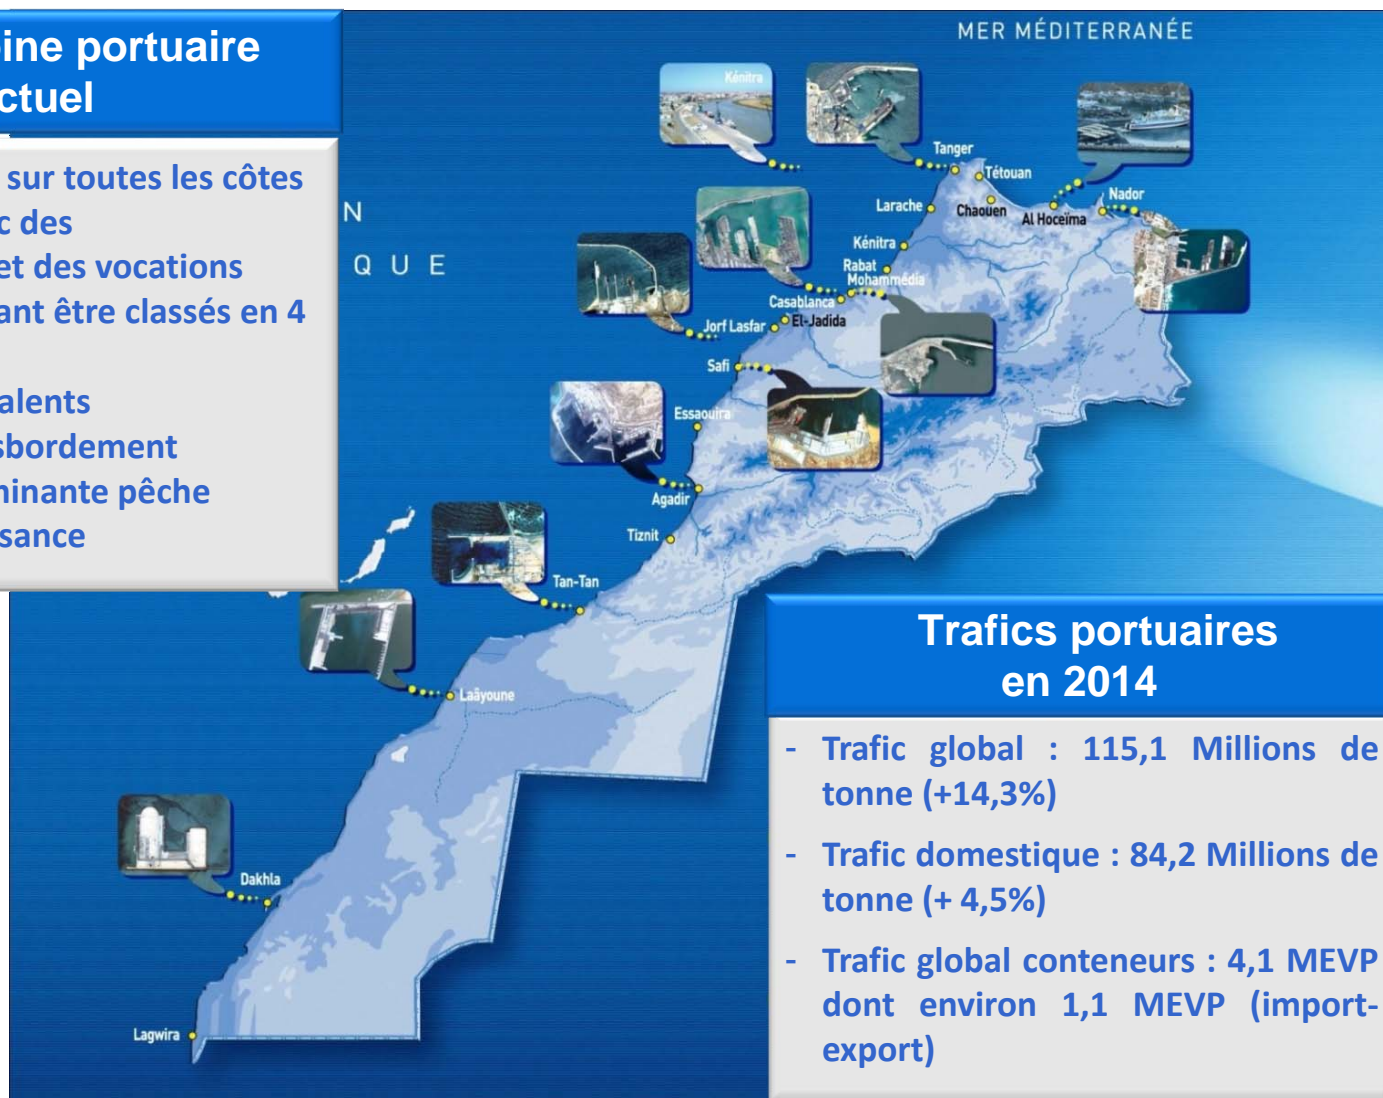 ine portuaire
ctuel
sur toutes les côtes
c des
et des vocations
ant être classés en 4
alents
sbordement
inante pêche
sance
MER MÉDITERRANÉE
N
Q U E
Kénitra
Tanger
Tétouan
Larache
Chaouen
Al Hoceïma
Nador
Kénitra
Rabat
Mohammédia
Casablanca
El-Jadida
Jorf Lasfar
Safi
Essaouira
Agadir
Tiznit
Tan-Tan
Laâyoune
Dakhla
Lagwira
Trafics portuaires
en 2014
- Trafic global : 115,1 Millions de
tonne (+14,3%)
- Trafic domestique : 84,2 Millions de
tonne (+ 4,5%)
- Trafic global conteneurs : 4,1 MEVP
dont environ 1,1 MEVP (import-
export)